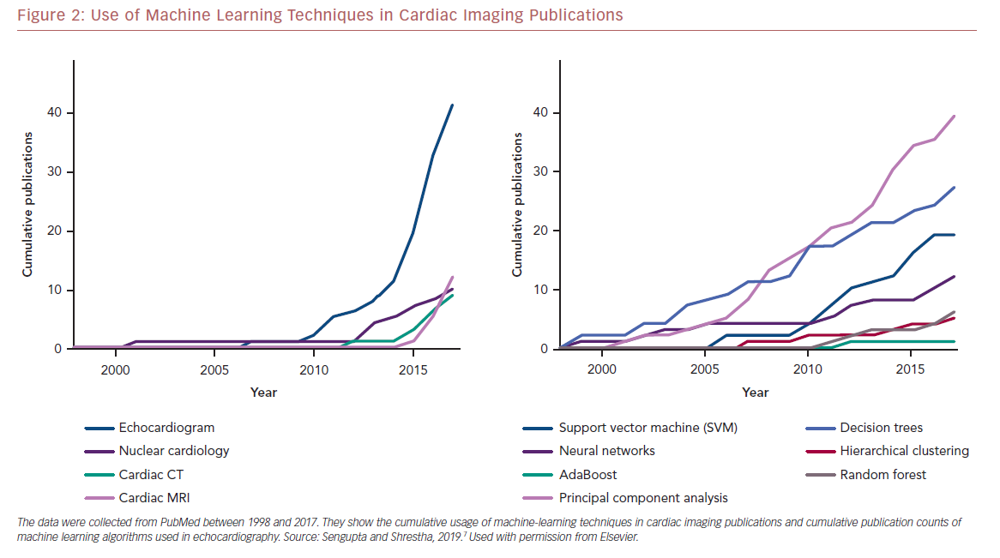 Figure 2: Use of Machine Learning Techniques in Cardiac Imaging Publications
Cumulative publications
40
30
20
10
0
2000 2005 2010 2015
Year
Echocardiogram
Nuclear cardiology
Cardiac CT
Cardiac MRI
Cumulative publications
40
30
20
10
0
2000 2005 2010 2015
Year
Support vector machine (SVM)
Neural networks
AdaBoost
Principal component analysis
Decision trees
Hierarchical clustering
Random forest
The data were collected from PubMed between 1998 and 2017. They show the cumulative usage of machine-learning techniques in cardiac imaging publications and cumulative publication counts of
machine learning algorithms used in echocardiography. Source: Sengupta and Shrestha, 2019.⁷ Used with permission from Elsevier.